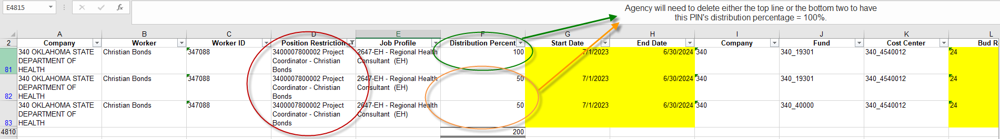 E4815
fx
Agency will need to delete either the top line or the bottom two to have
this PIN's distribution percentage = 100%.
A B C D E F G H I J K L
2 Company Worker Worker ID Position Restriction Job Profile Distribution Percent Start Date End Date Company Fund Cost Center Bud R
340 OKLAHOMA STATE Christian Bonds 347088 3400007800002 Project 2647-EH - Regional Health 100 7/1/2023 6/30/2024 340 340_19301 340_4540012 24
DEPARTMENT OF Coordinator - Christian Consultant (EH)
81 HEALTH Bonds
340 OKLAHOMA STATE Christian Bonds 347088 3400007800002 Project 2647-EH - Regional Health 50 7/1/2023 6/30/2024 340 340_19301 340_4540012 24
DEPARTMENT OF Coordinator - Christian Consultant (EH)
82 HEALTH Bonds
340 OKLAHOMA STATE Christian Bonds 347088 3400007800002 Project 2647-EH - Regional Health 50 7/1/2023 6/30/2024 340 340_40000 340_4540012 24
DEPARTMENT OF Coordinator - Christian Consultant (EH)
83 HEALTH Bonds
4810 200